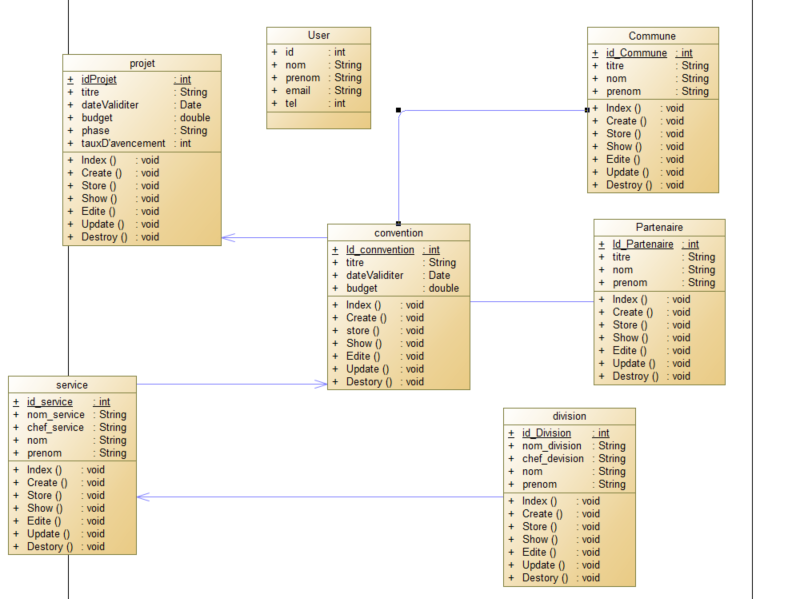 projet
+ idProjet : int
+ titre : String
+ dateValiditer : Date
+ budget : double
+ phase : String
+ tauxD'avencement : int
+ Index () : void
+ Create () : void
+ Store () : void
+ Show () : void
+ Edite () : void
+ Update () : void
+ Destroy () : void
User
+ id : int
+ nom : String
+ prenom : String
+ email : String
+ tel : int
Commune
+ id_Commune : int
+ titre : String
+ nom : String
+ prenom : String
+ Index () : void
+ Create () : void
+ Store () : void
+ Show () : void
+ Edite () : void
+ Update () : void
+ Destroy () : void
convention
+ Id_connvention : int
+ titre : String
+ dateValiditer : Date
+ budget : double
+ Index () : void
+ Create () : void
+ store () : void
+ Show () : void
+ Edite () : void
+ Update () : void
+ Destory () : void
Partenaire
+ Id_Partenaire : int
+ titre : String
+ nom : String
+ prenom : String
+ Index () : void
+ Create () : void
+ Store () : void
+ Show () : void
+ Edite () : void
+ Update () : void
+ Destroy () : void
service
+ id_service : int
+ nom_service : String
+ chef_service : String
+ nom : String
+ prenom : String
+ Index () : void
+ Create () : void
+ Store () : void
+ Show () : void
+ Edite () : void
+ Update () : void
+ Destory () : void
division
+ id_Division : int
+ nom_division : String
+ chef_devision : String
+ nom : String
+ prenom : String
+ Index () : void
+ Create () : void
+ Store () : void
+ Show () : void
+ Edite () : void
+ Update () : void
+ Destory () : void